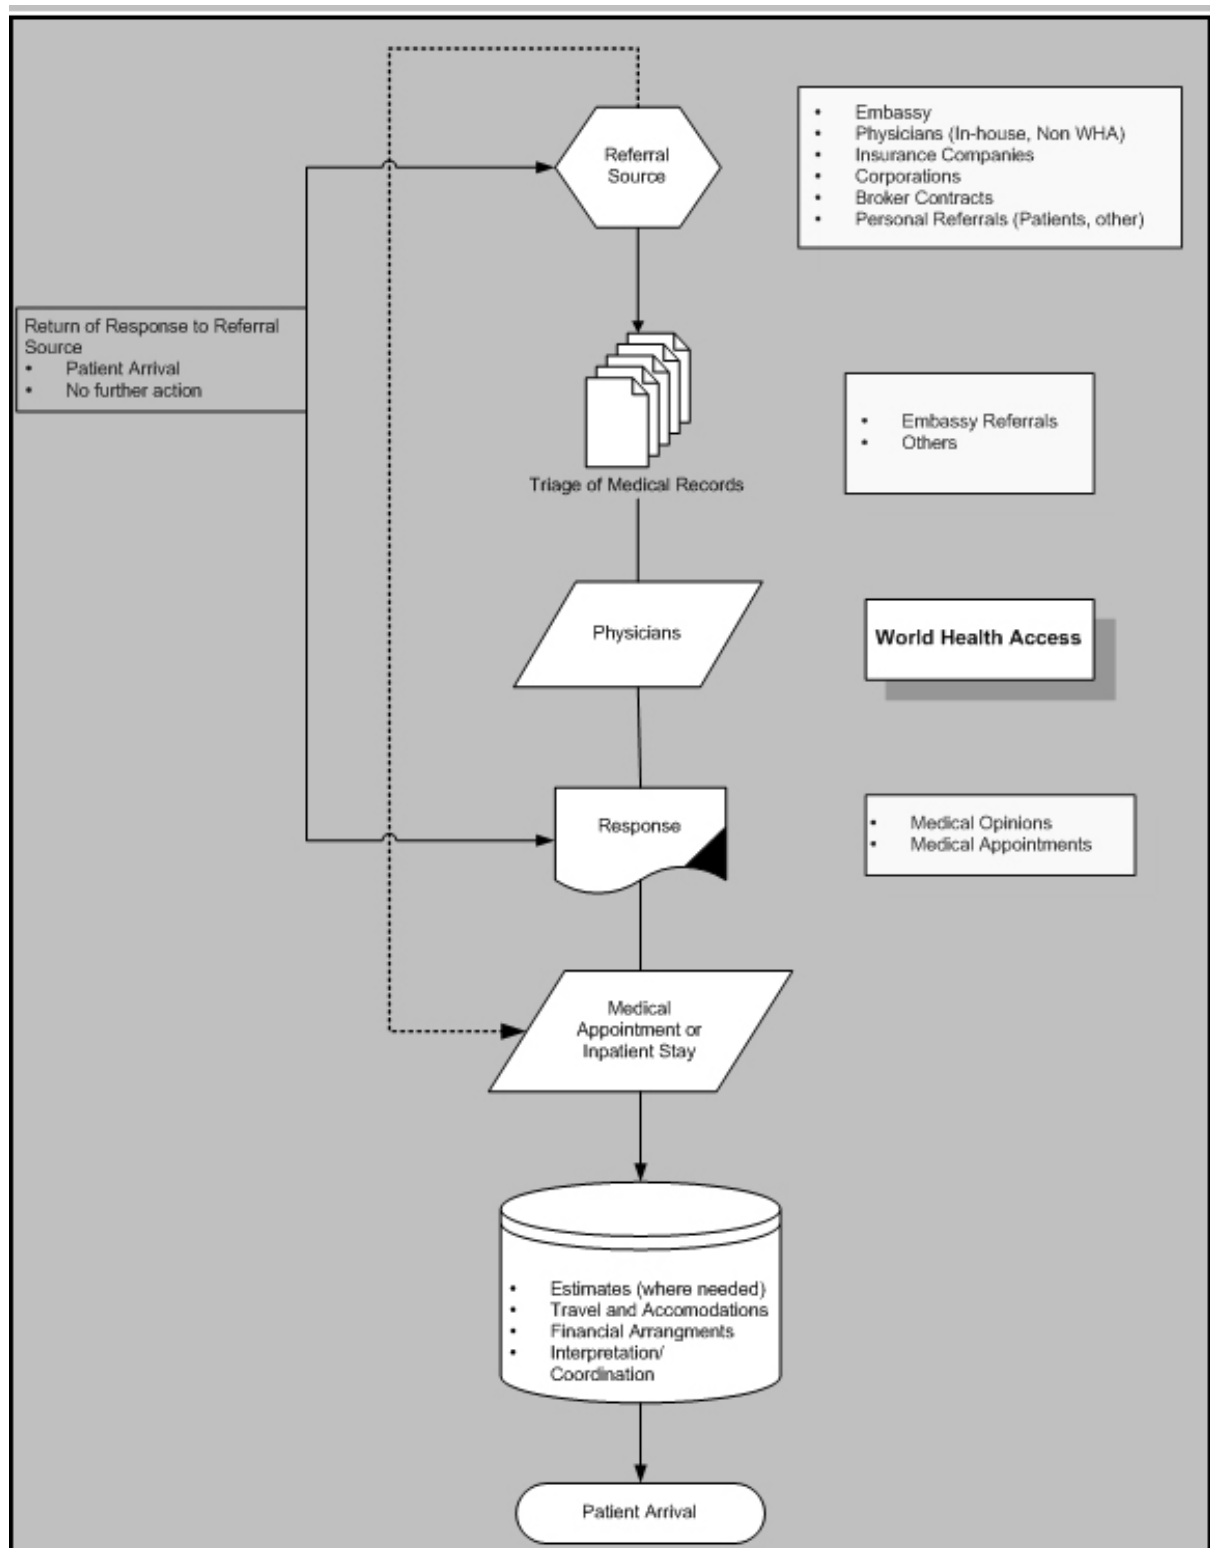 Referral
Source
• Embassy
• Physicians (In-house, Non WHA)
• Insurance Companies
• Corporations
• Broker Contracts
• Personal Referrals (Patients, other)
Return of Response to Referral
Source
• Patient Arrival
• No further action
Triage of Medical Records
• Embassy Referrals
• Others
Physicians
World Health Access
Response
• Medical Opinions
• Medical Appointments
Medical
Appointment or
Inpatient Stay
• Estimates (where needed)
• Travel and Accomodations
• Financial Arrangments
• Interpretation/
Coordination
Patient Arrival